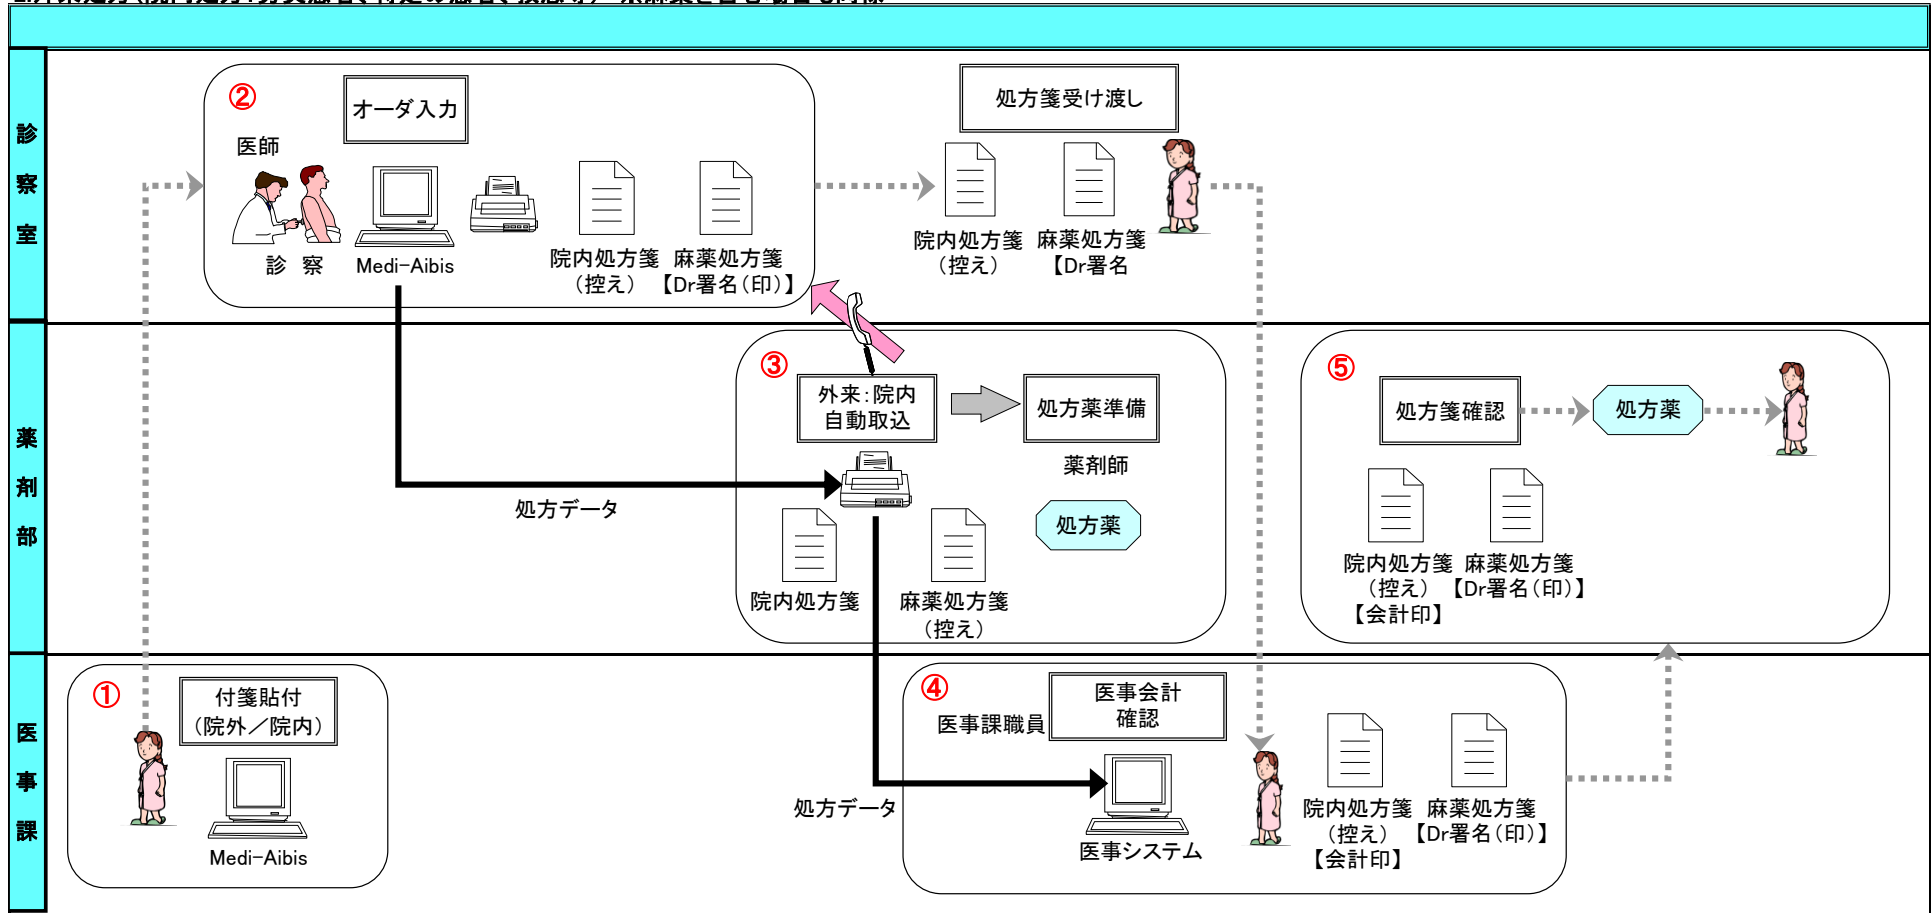 診察室
②
オーダ入力
医師
診 察
Medi-Aibis
院内処方箋
（控え）
麻薬処方箋
【Dr署名（印）】
処方箋受け渡し
院内処方箋
（控え）
麻薬処方箋
【Dr署名
薬剤部
処方データ
③
外来：院内
自動取込
処方薬準備
薬剤師
処方薬
院内処方箋
麻薬処方箋
（控え）
⑤
処方箋確認
処方薬
院内処方箋
（控え）
【会計印】
麻薬処方箋
【Dr署名（印）】
医事課
①
付箋貼付
（院外／院内）
Medi-Aibis
処方データ
④
医事課職員
医事会計
確認
医事システム
院内処方箋
（控え）
【会計印】
麻薬処方箋
【Dr署名（印）】